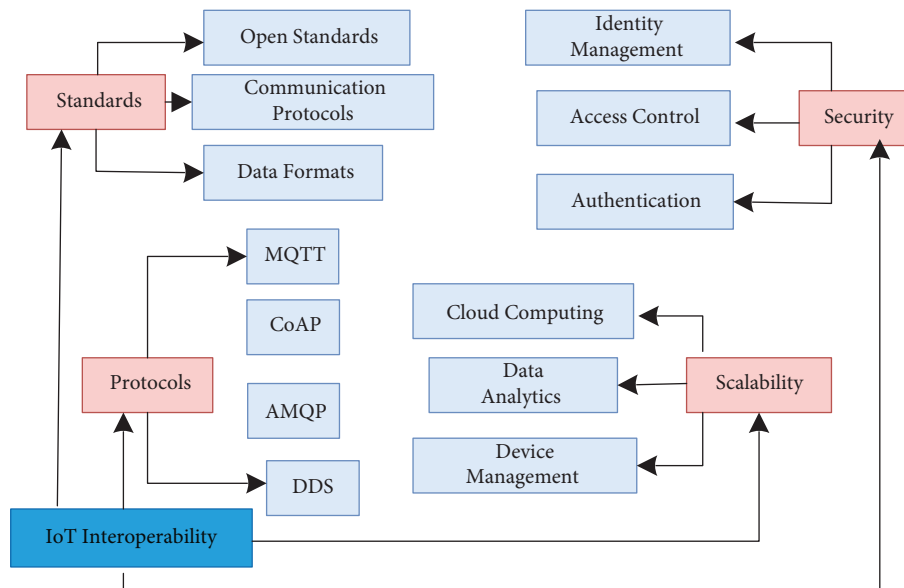 Open Standards
Standards
Communication
Protocols
Data Formats
Identity
Management
Access Control
Security
Authentication
MQTT
CoAP
Protocols
AMQP
DDS
IoT Interoperability
Cloud Computing
Data
Analytics
Scalability
Device
Management